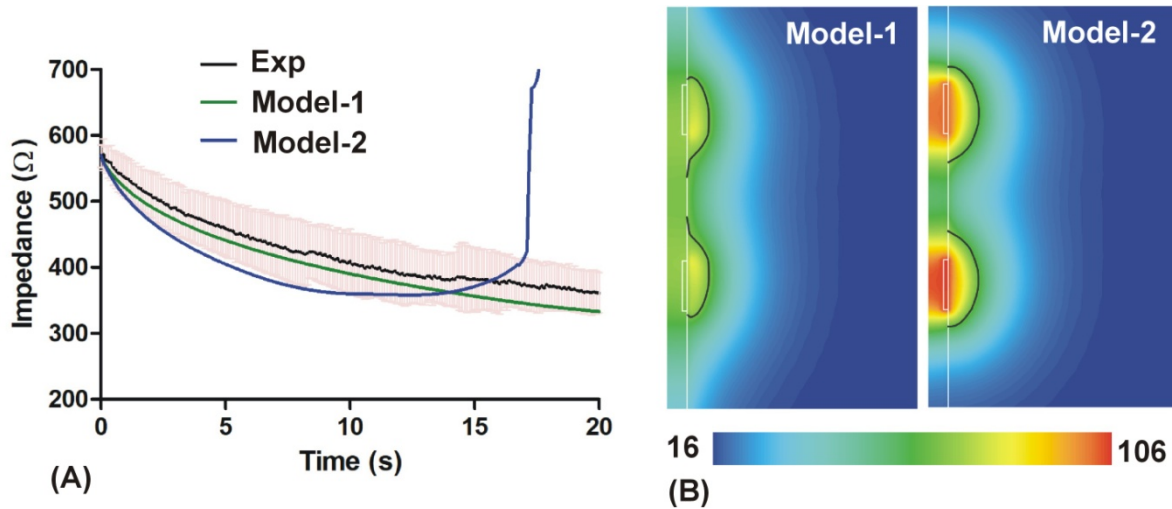 Exp
Model-1
Model-2
700
600
500
400
300
200
Impedance (Ω)
0 5 10 15 20
Time (s)
(A)
Model-1
Model-2
16 106
(B)